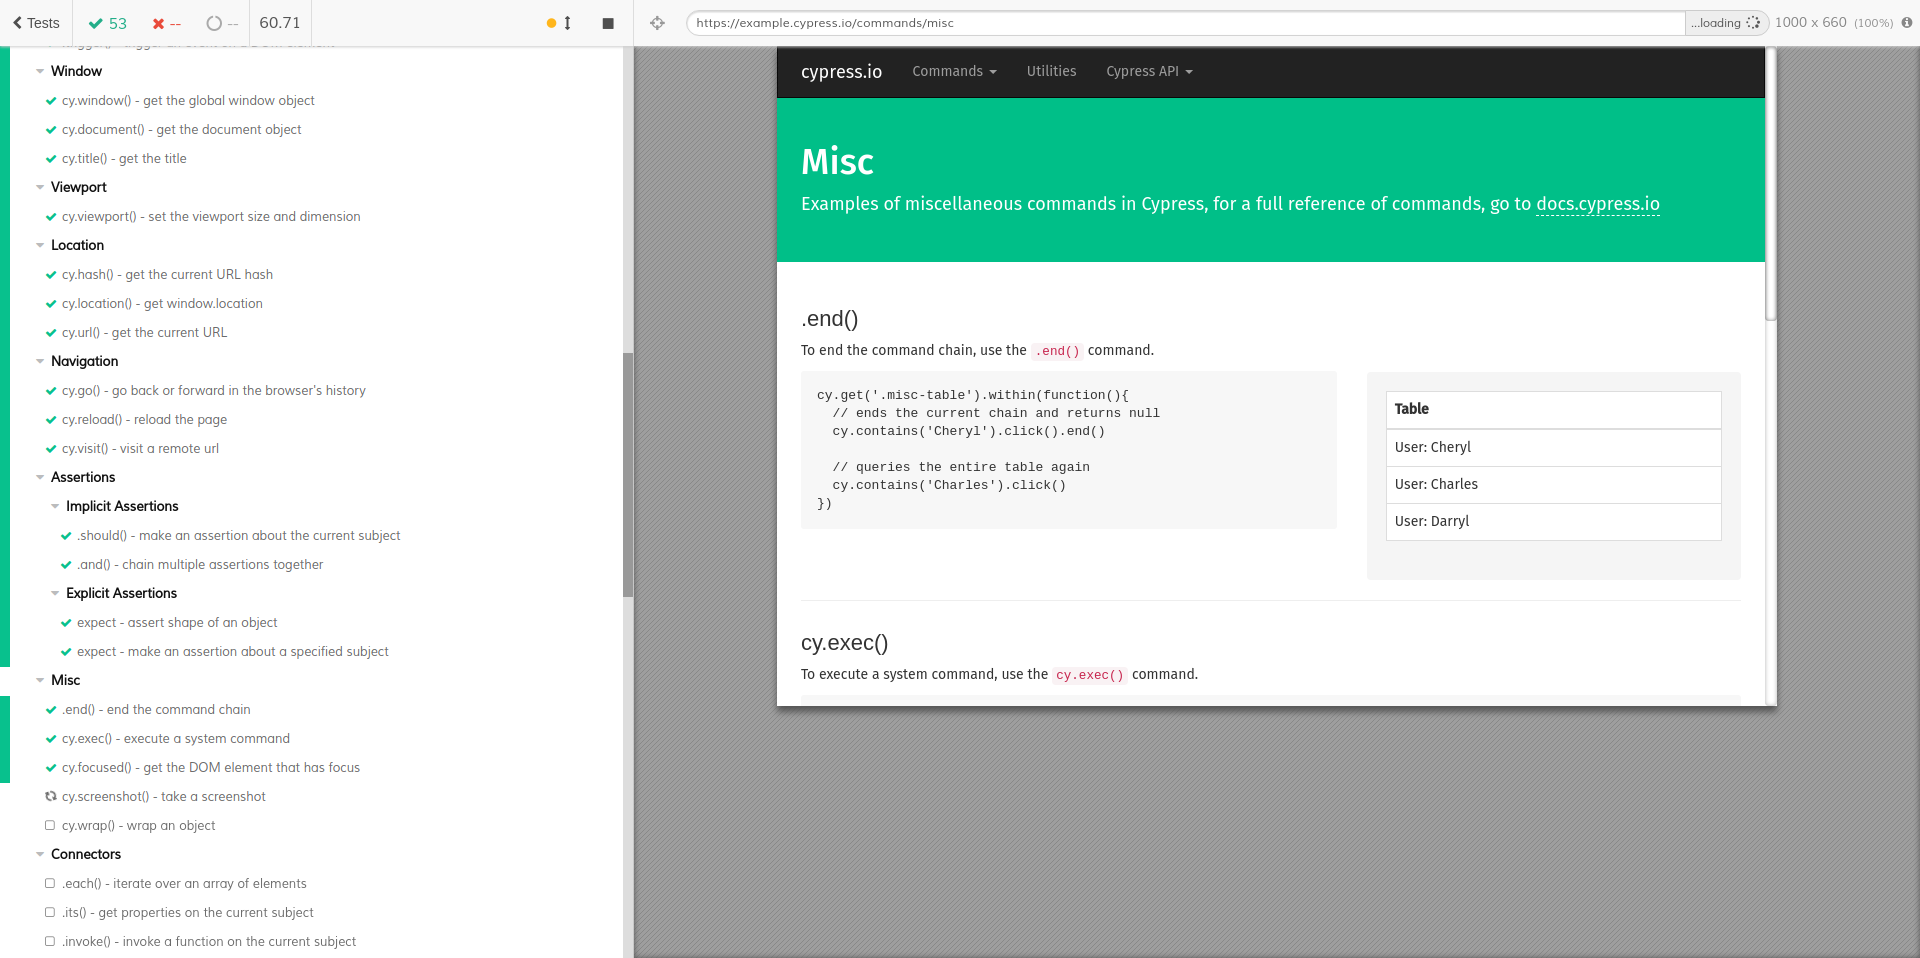 Tests
53
--
--
60.71
Window
cy.window() - get the global window object
cy.document() - get the document object
cy.title() - get the title
Viewport
cy.viewport() - set the viewport size and dimension
Location
cy.hash() - get the current URL hash
cy.location() - get window.location
cy.url() - get the current URL
Navigation
cy.go() - go back or forward in the browser's history
cy.reload() - reload the page
cy.visit() - visit a remote url
Assertions
Implicit Assertions
.should() - make an assertion about the current subject
.and() - chain multiple assertions together
Explicit Assertions
expect - assert shape of an object
expect - make an assertion about a specified subject
Misc
.end() - end the command chain
cy.exec() - execute a system command
cy.focused() - get the DOM element that has focus
cy.screenshot() - take a screenshot
cy.wrap() - wrap an object
Connectors
.each() - iterate over an array of elements
.its() - get properties on the current subject
.invoke() - invoke a function on the current subject
https://example.cypress.io/commands/misc
...loading
1000 x 660 (100%)
cypress.io
Commands
Utilities
Cypress API
Misc
Examples of miscellaneous commands in Cypress, for a full reference of commands, go to docs.cypress.io
.end()
To end the command chain, use the .end() command.
cy.get('.misc-table').within(function(){
  // ends the current chain and returns null
  cy.contains('Cheryl').click().end()
  // queries the entire table again
  cy.contains('Charles').click()
})
Table
User: Cheryl
User: Charles
User: Darryl
cy.exec()
To execute a system command, use the cy.exec() command.